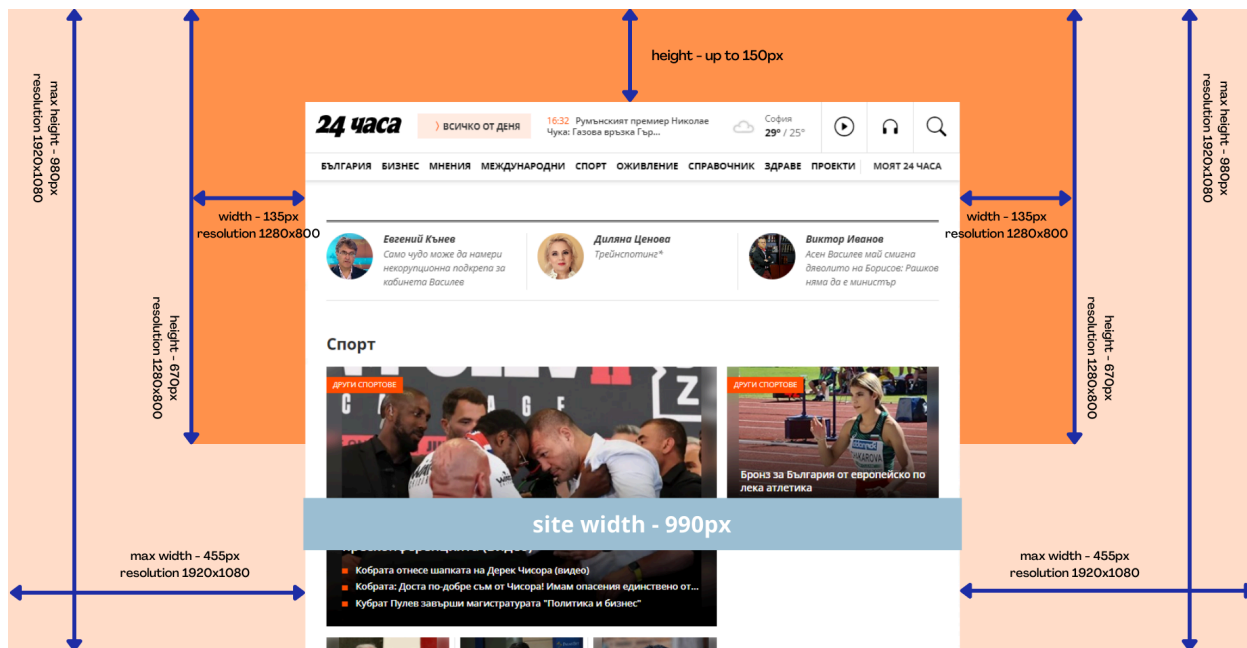 height - up to 150px
max height - 980px
resolution 1920x1080
max height - 980px
resolution 1920x1080
24 часа
⟩ ВСИЧКО ОТ ДЕНЯ
16:32 Румънският премиер Николае
Чука: Газова връзка Гър...
София
29° / 25°
БЪЛГАРИЯ БИЗНЕС МНЕНИЯ МЕЖДУНАРОДНИ СПОРТ ОЖИВЛЕНИЕ СПРАВОЧНИК ЗДРАВЕ ПРОЕКТИ МОЯТ 24 ЧАСА
width - 135px
resolution 1280x800
width - 135px
resolution 1280x800
Евгений Кънев
Само чудо може да намери
некорупционна подкрепа за
кабинета Василев
Диляна Ценова
Трейнспотинг*
Виктор Иванов
Асен Василев май смигна
дяволито на Борисов: Рашков
няма да е министър
height - 670px
resolution 1280x800
height - 670px
resolution 1280x800
Спорт
ДРУГИ СПОРТОВЕ
ДРУГИ СПОРТОВЕ
C A G E
Бронз за България от европейско по
лека атлетика
site width - 990px
Кобрата отнесе шапката на Дерек Чисора (видео)
Кобрата: Доста по-добре съм от Чисора! Имам опасения единствено от...
Кубрат Пулев завърши магистратурата "Политика и бизнес"
max width - 455px
resolution 1920x1080
max width - 455px
resolution 1920x1080